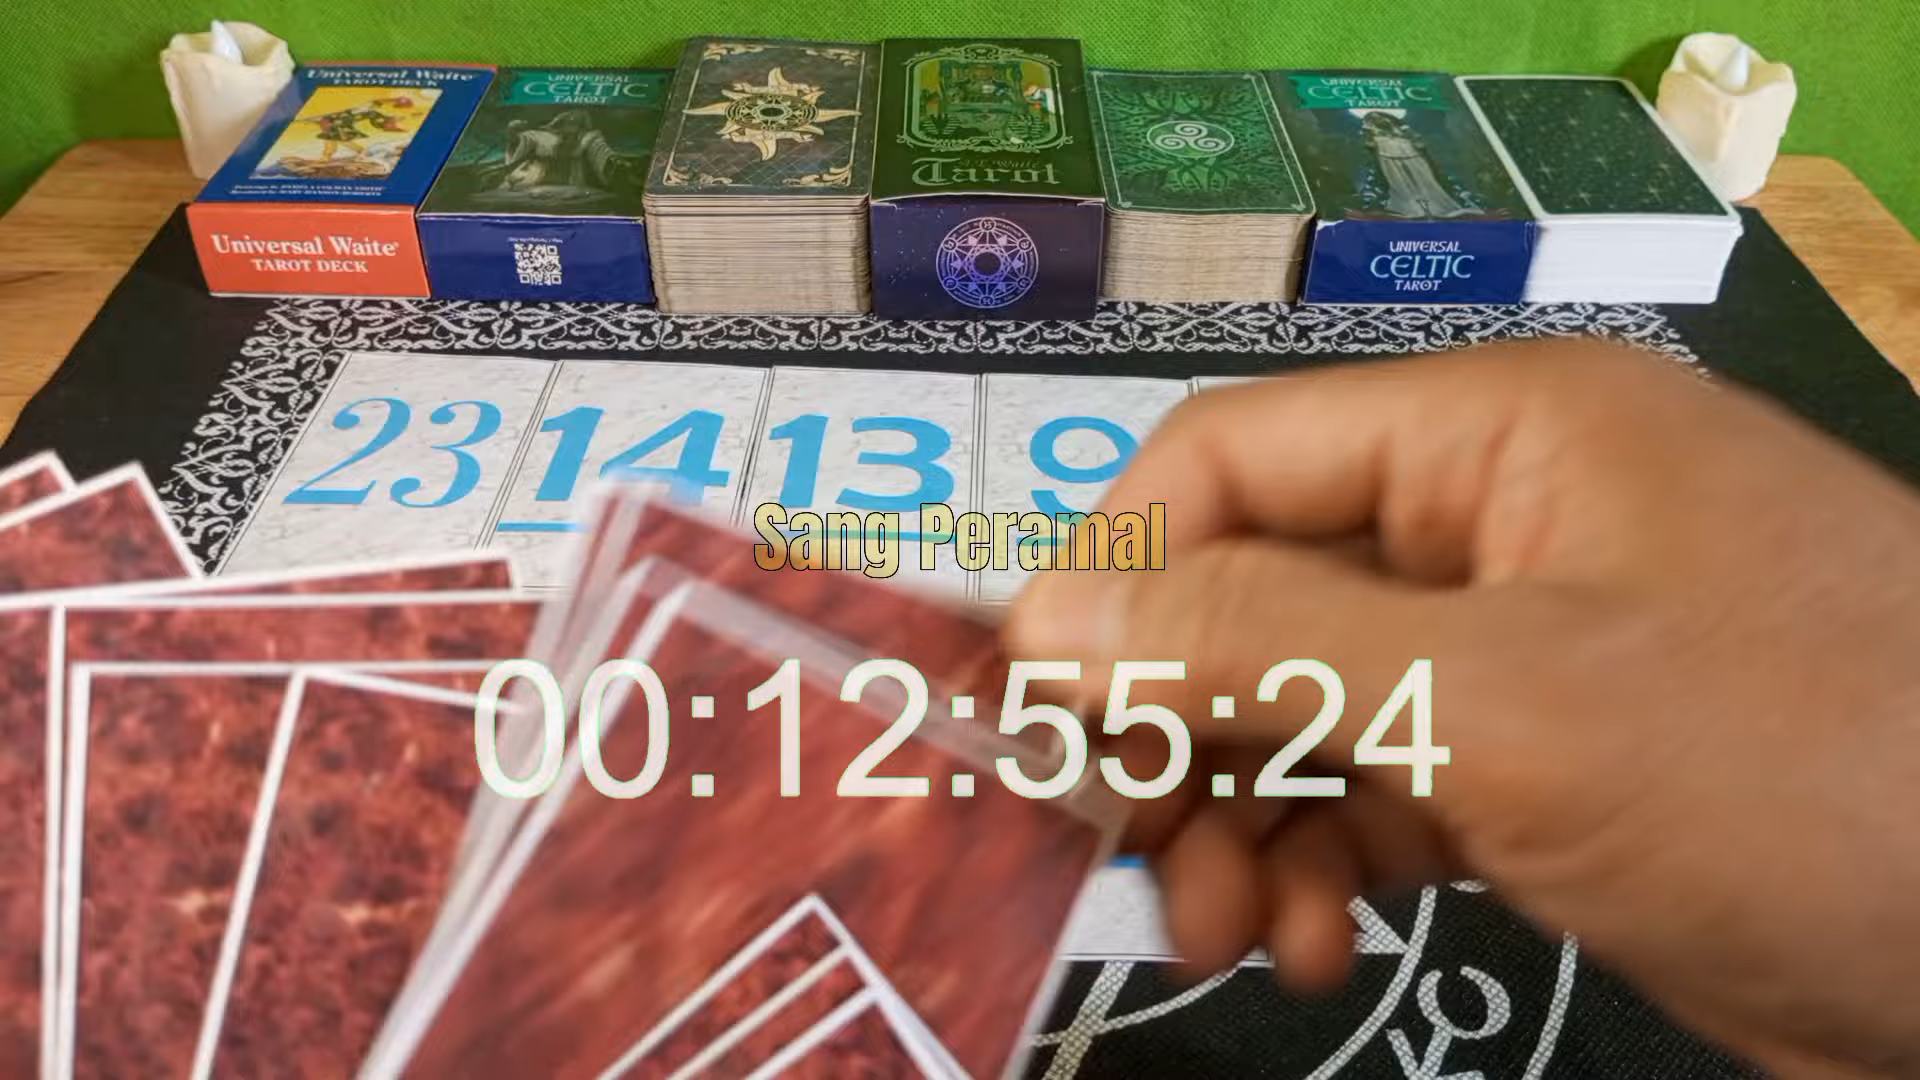 Universal Waite
TAROT DECK
Universal Waite®
TAROT DECK
UNIVERSAL
CELTIC
TAROT
A.E. Waite
Tarot
UNIVERSAL
CELTIC
TAROT
UNIVERSAL
CELTIC
TAROT
23 14 13 9
Sang Peramal
00:12:55:24